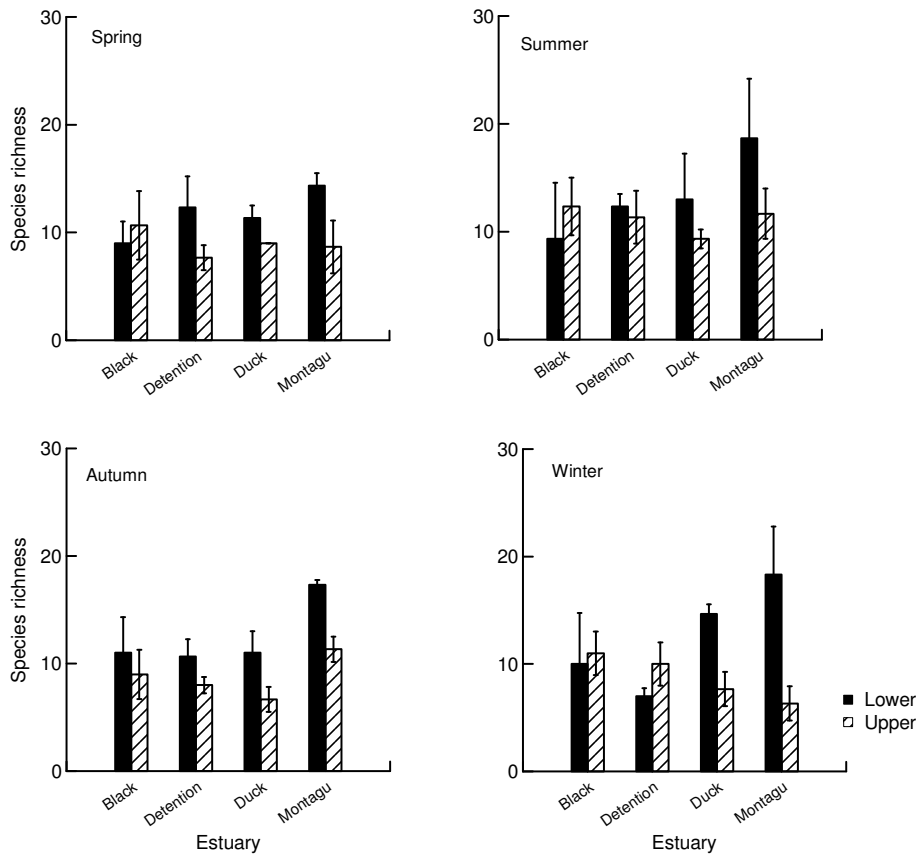 30
Spring
20
Species richness
10
0
Black
Detention
Duck
Montagu
30
Summer
20
10
0
Black
Detention
Duck
Montagu
30
Autumn
20
Species richness
10
0
Black
Detention
Duck
Montagu
Estuary
30
Winter
20
10
0
Black
Detention
Duck
Montagu
Estuary
Lower
Upper